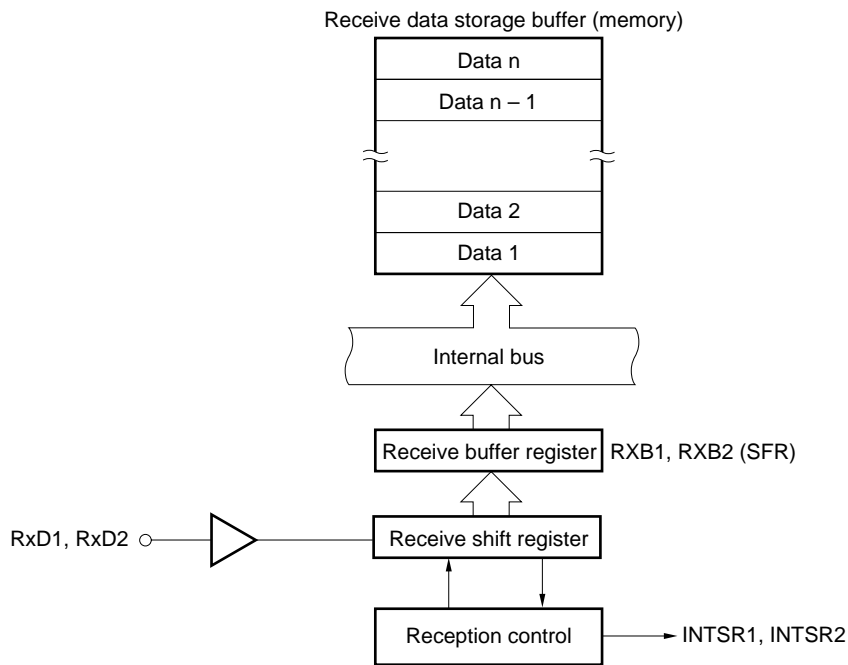 Receive data storage buffer (memory)
Data n
Data n – 1
Data 2
Data 1
Internal bus
Receive buffer register
RXB1, RXB2 (SFR)
RxD1, RxD2
Receive shift register
Reception control
INTSR1, INTSR2